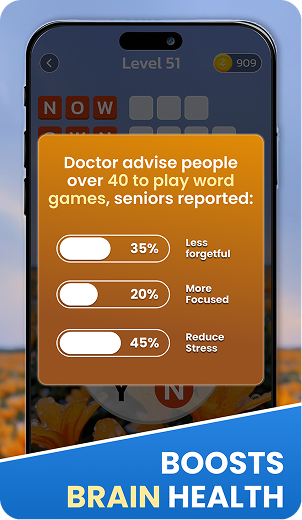 Level 51
909
N O W
Doctor advise people
over 40 to play word
games, seniors reported:
35%
Less
forgetful
20%
More
Focused
45%
Reduce
Stress
Y N
BOOSTS
BRAIN HEALTH